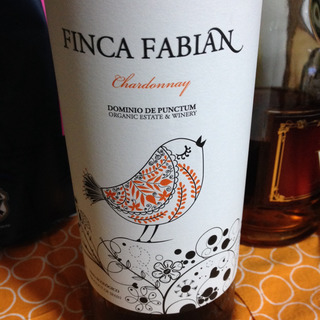 FINCA FABIAN
Chardonnay
DOMINIO DE PUNCTUM
ORGANIC ESTATE & WINERY